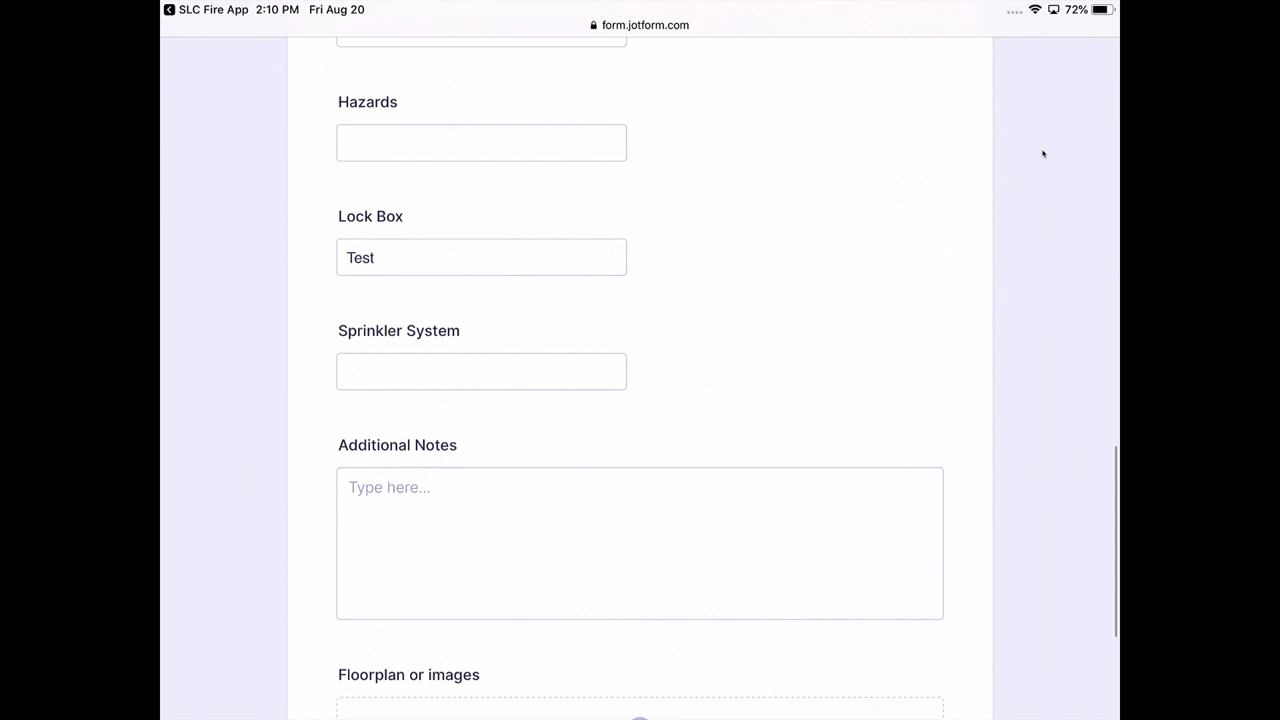 SLC Fire App 2:10 PM Fri Aug 20 72%
form.jotform.com
Hazards
Lock Box
Test
Sprinkler System
Additional Notes
Type here...
Floorplan or images